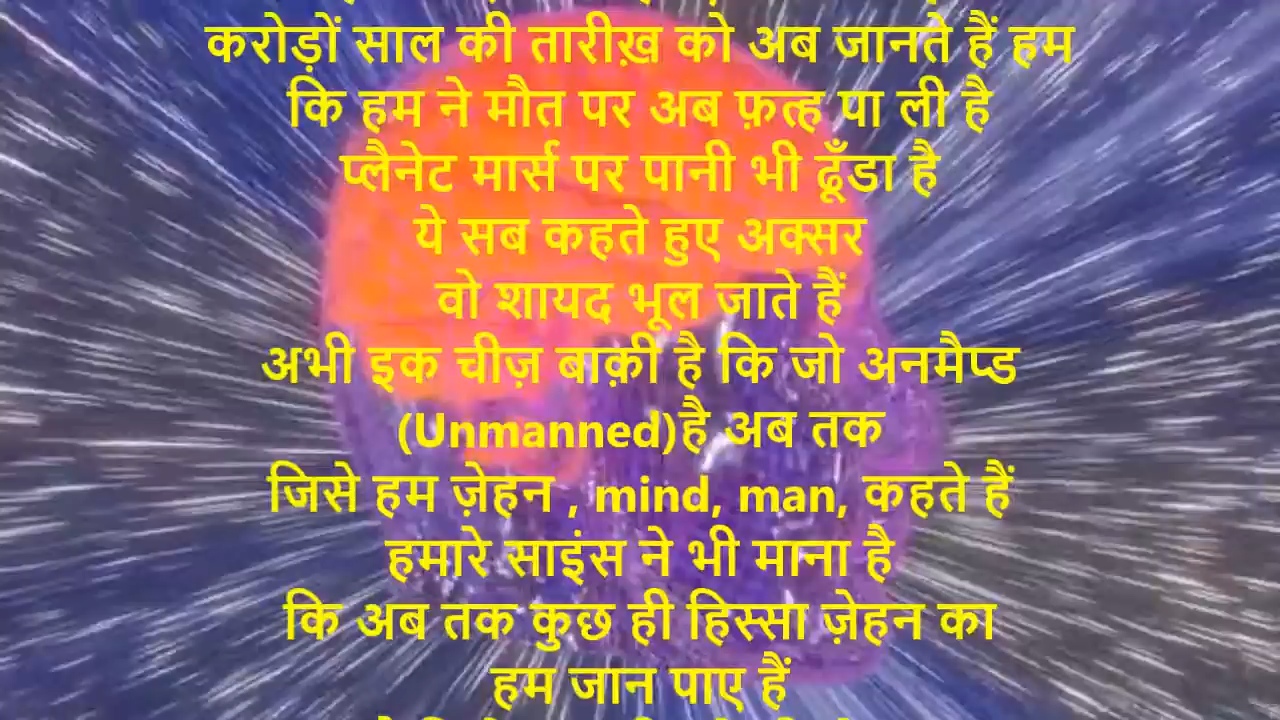 करोड़ों साल की तारीख़ को अब जानते हैं हम
कि हम ने मौत पर अब फ़त्ह पा ली है
प्लैनेट मार्स पर पानी भी ढूँडा है
ये सब कहते हुए अक्सर
वो शायद भूल जाते हैं
अभी इक चीज़ बाक़ी है कि जो अनमैप्ड
(Unmanned)है अब तक
जिसे हम ज़ेहन , mind, man, कहते हैं
हमारे साइंस ने भी माना है
कि अब तक कुछ ही हिस्सा ज़ेहन का
हम जान पाए हैं